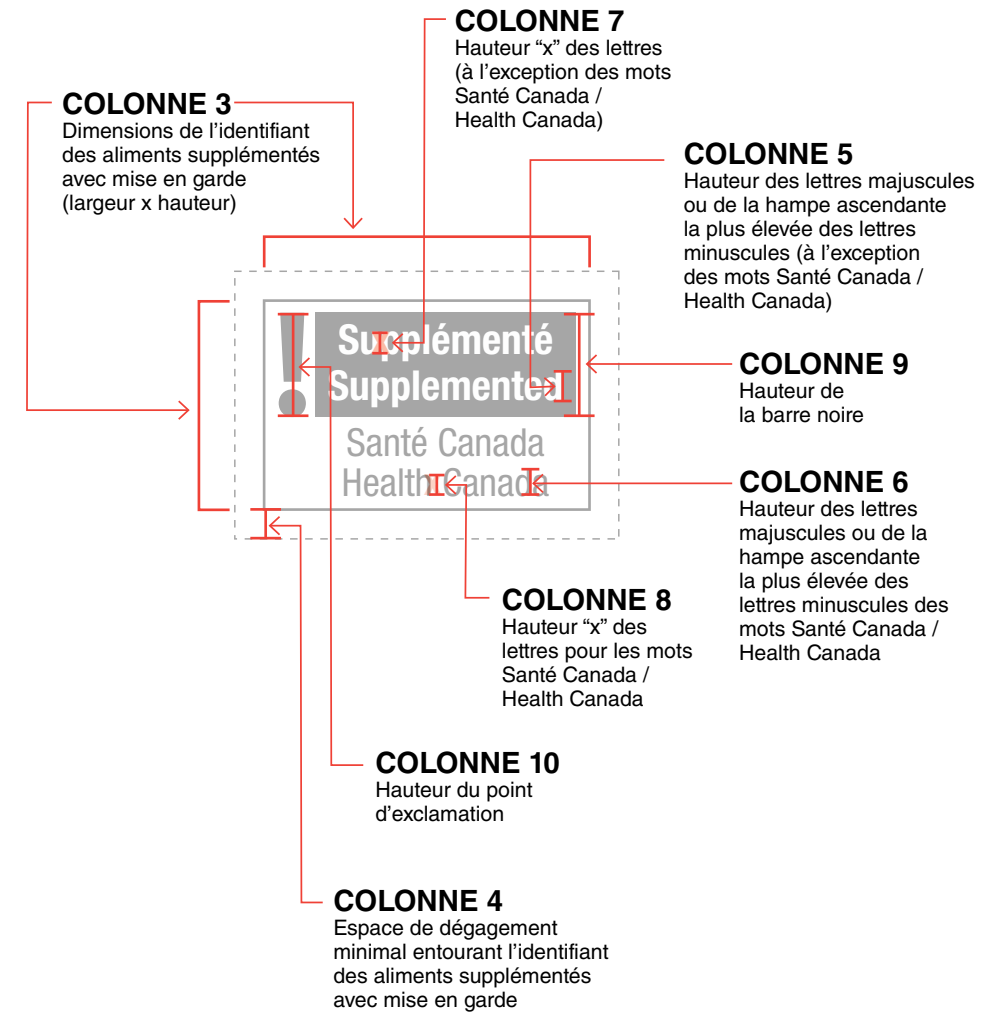 COLONNE 7
Hauteur “x” des lettres
(à l’exception des mots
Santé Canada /
Health Canada)
COLONNE 3
Dimensions de l’identifiant
des aliments supplémentés
avec mise en garde
(largeur x hauteur)
COLONNE 5
Hauteur des lettres majuscules
ou de la hampe ascendante
la plus élevée des lettres
minuscules (à l’exception
des mots Santé Canada /
Health Canada)
!
Supplémenté
Supplemented
Santé Canada
Health Canada
COLONNE 9
Hauteur de
la barre noire
COLONNE 6
Hauteur des lettres
majuscules ou de la
hampe ascendante
la plus élevée des
lettres minuscules des
mots Santé Canada /
Health Canada
COLONNE 8
Hauteur “x” des
lettres pour les mots
Santé Canada /
Health Canada
COLONNE 10
Hauteur du point
d’exclamation
COLONNE 4
Espace de dégagement
minimal entourant l’identifiant
des aliments supplémentés
avec mise en garde